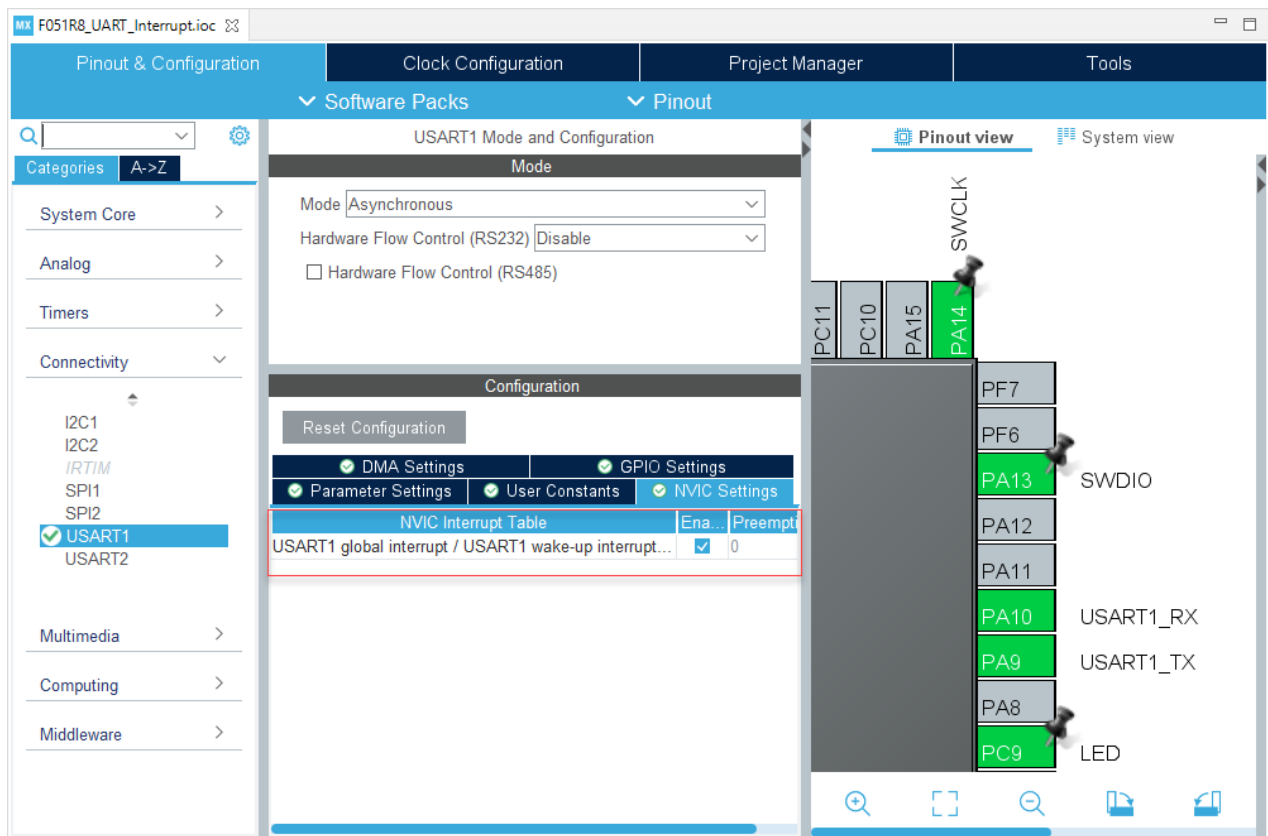 MX F051R8_UART_Interrupt.ioc
Pinout & Configuration
Clock Configuration
Project Manager
Tools
Software Packs
Pinout
Categories
A->Z
System Core
Analog
Timers
Connectivity
I2C1
I2C2
IRTIM
SPI1
SPI2
USART1
USART2
Multimedia
Computing
Middleware
USART1 Mode and Configuration
Mode
Mode Asynchronous
Hardware Flow Control (RS232) Disable
Hardware Flow Control (RS485)
Configuration
Reset Configuration
DMA Settings
GPIO Settings
Parameter Settings
User Constants
NVIC Settings
NVIC Interrupt Table Ena... Preempti
USART1 global interrupt / USART1 wake-up interrupt... 0
Pinout view
System view
SWCLK
PC11
PC10
PA15
PA14
PF7
PF6
PA13 SWDIO
PA12
PA11
PA10 USART1_RX
PA9 USART1_TX
PA8
PC9 LED